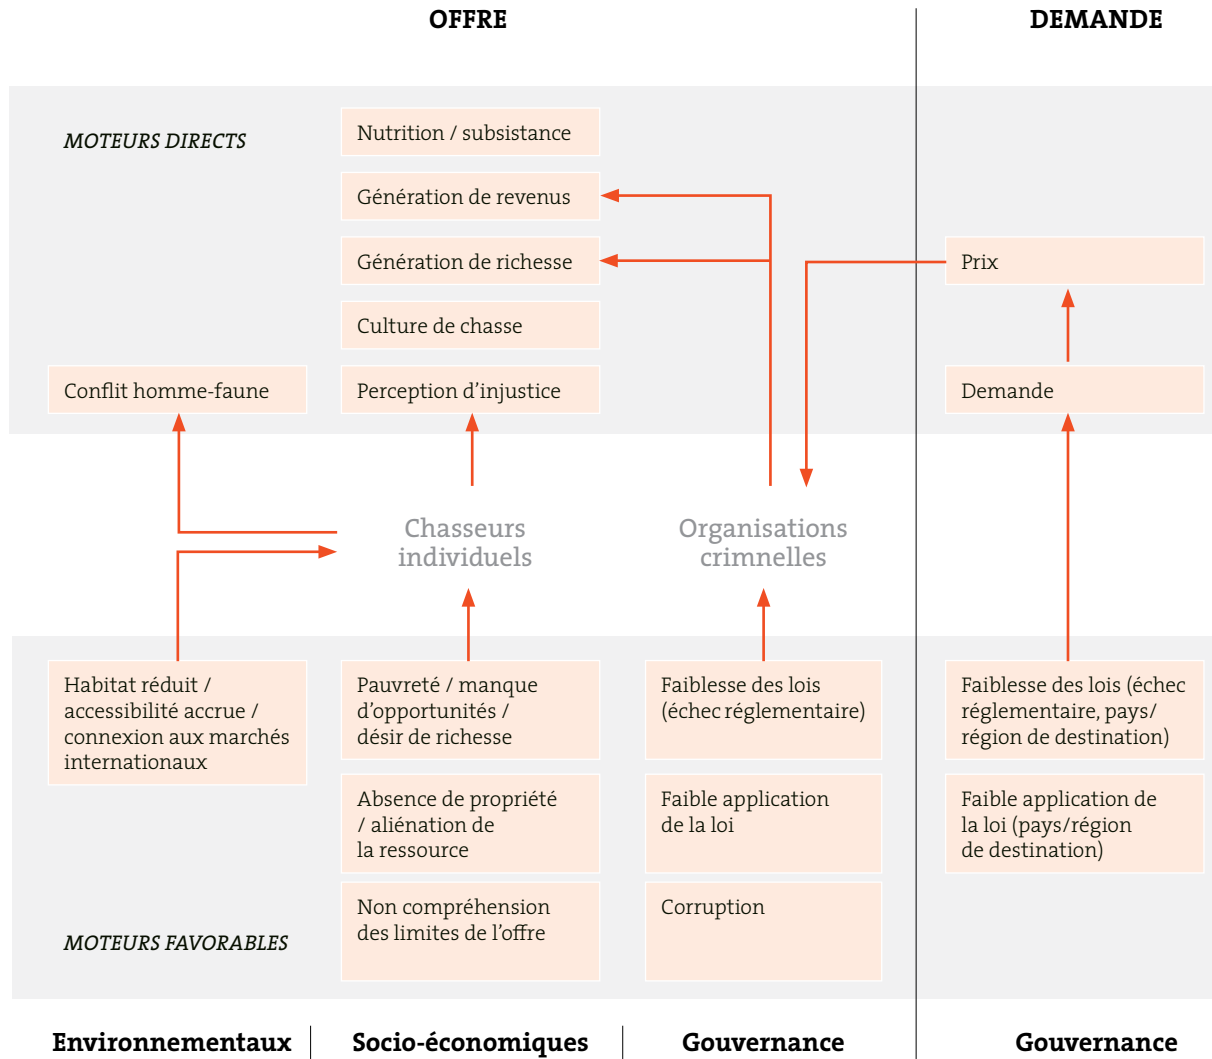 OFFRE
DEMANDE
MOTEURS DIRECTS
Nutrition / subsistance
Génération de revenus
Génération de richesse
Prix
Culture de chasse
Conflit homme-faune
Perception d'injustice
Demande
Chasseurs
individuels
Organisations
crimnelles
Habitat réduit /
accessibilité accrue /
connexion aux marchés
internationaux
Pauvreté / manque
d'opportunités /
désir de richesse
Faiblesse des lois
(échec réglementaire)
Faiblesse des lois (échec
réglementaire, pays/
région de destination)
Absence de propriété
/ aliénation de
la ressource
Faible application
de la loi
Faible application de
la loi (pays/région
de destination)
Non compréhension
des limites de l'offre
Corruption
MOTEURS FAVORABLES
Environnementaux
Socio-économiques
Gouvernance
Gouvernance